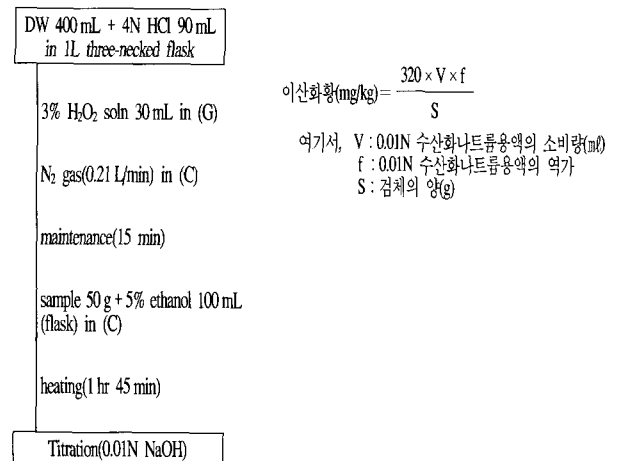 DW 400 mL + 4N HCl 90 mL
in 1L three-necked flask
3% H₂O₂ soln 30 mL in (G)
N₂ gas(0.21 L/min) in (C)
maintenance(15 min)
sample 50 g + 5% ethanol 100 mL
(flask) in (C)
heating(1 hr 45 min)
Titration(0.01N NaOH)
이산화황(mg/kg)= 320 × V × f
S
여기서, V : 0.01N 수산화나트륨용액의 소비량(㎖)
f : 0.01N 수산화나트륨용액의 역가
S : 검체의 양(g)